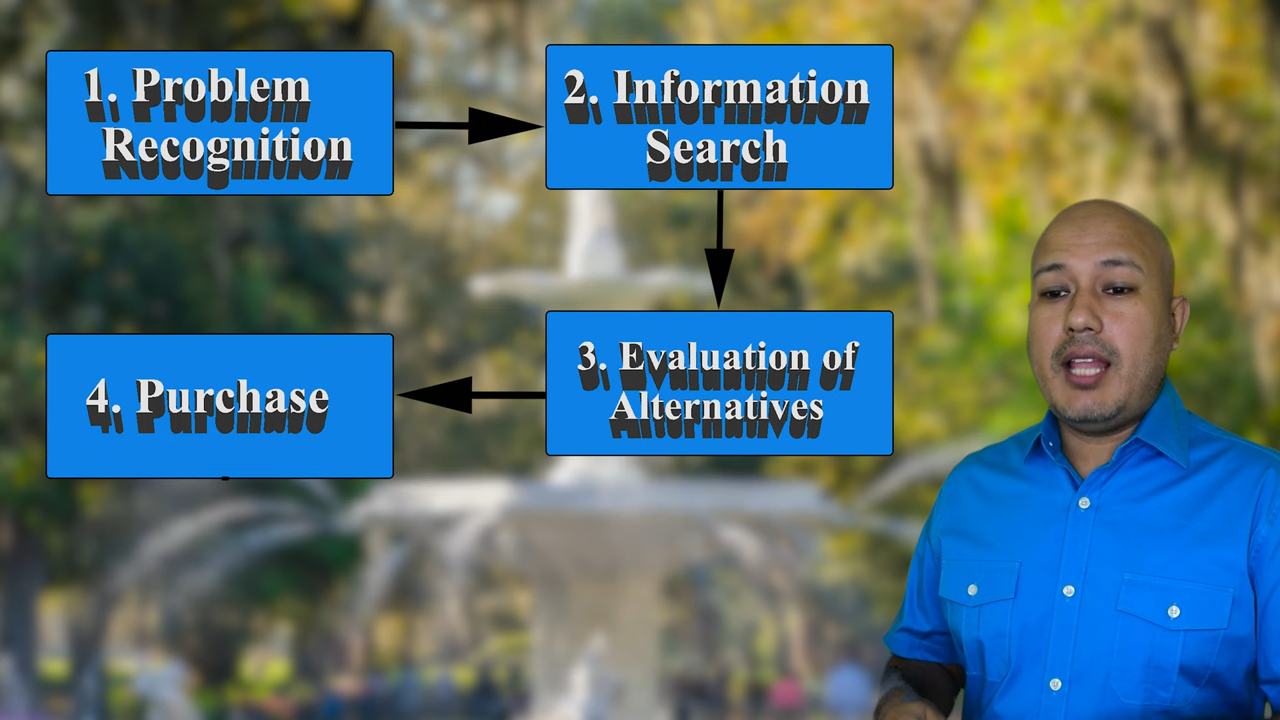 1. Problem
Recognition
2. Information
Search
3. Evaluation of
Alternatives
4. Purchase